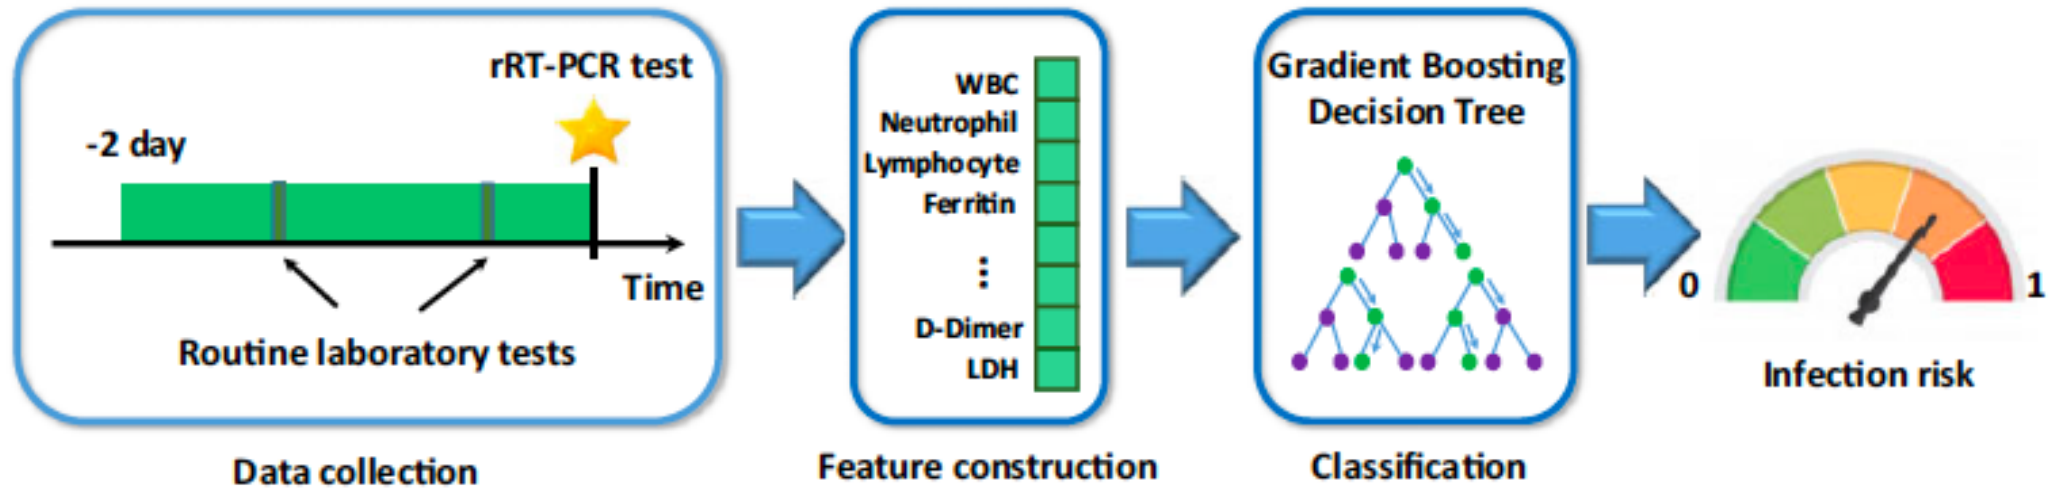 rRT-PCR test
-2 day
Time
Routine laboratory tests
Data collection
WBC
Neutrophil
Lymphocyte
Ferritin
⋮
D-Dimer
LDH
Feature construction
Gradient Boosting
Decision Tree
Classification
0
1
Infection risk